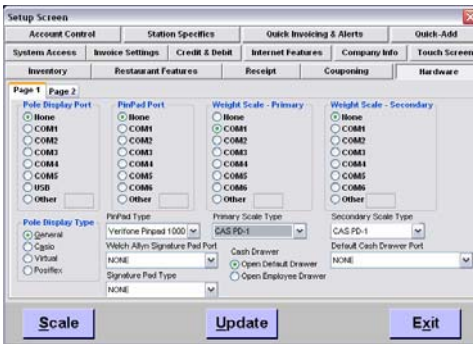 Setup Screen
Account Control Station Specifics Quick Invoicing & Alerts Quick-Add
System Access Invoice Settings Credit & Debit Internet Features Company Info Touch Screen
Inventory Restaurant Features Receipt Couponing Hardware
Page 1 Page 2
Pole Display Port PinPad Port Weight Scale - Primary Weight Scale - Secondary
None None None None
COM1 COM1 COM1 COM1
COM2 COM2 COM2 COM2
COM3 COM3 COM3 COM3
COM4 COM4 COM4 COM4
COM5 COM5 COM5 COM5
USB COM6 COM6 COM6
Other Other Other Other
Pole Display Type PinPad Type Primary Scale Type Secondary Scale Type
General Verifone Pinpad 1000 CAS PD-1 CAS PD-1
Casio Welch Allyn Signature Pad Port Cash Drawer Default Cash Drawer Port
Virtual NONE Open Default Drawer NONE
Posiflex Signature Pad Type Open Employee Drawer
NONE
Scale Update Exit